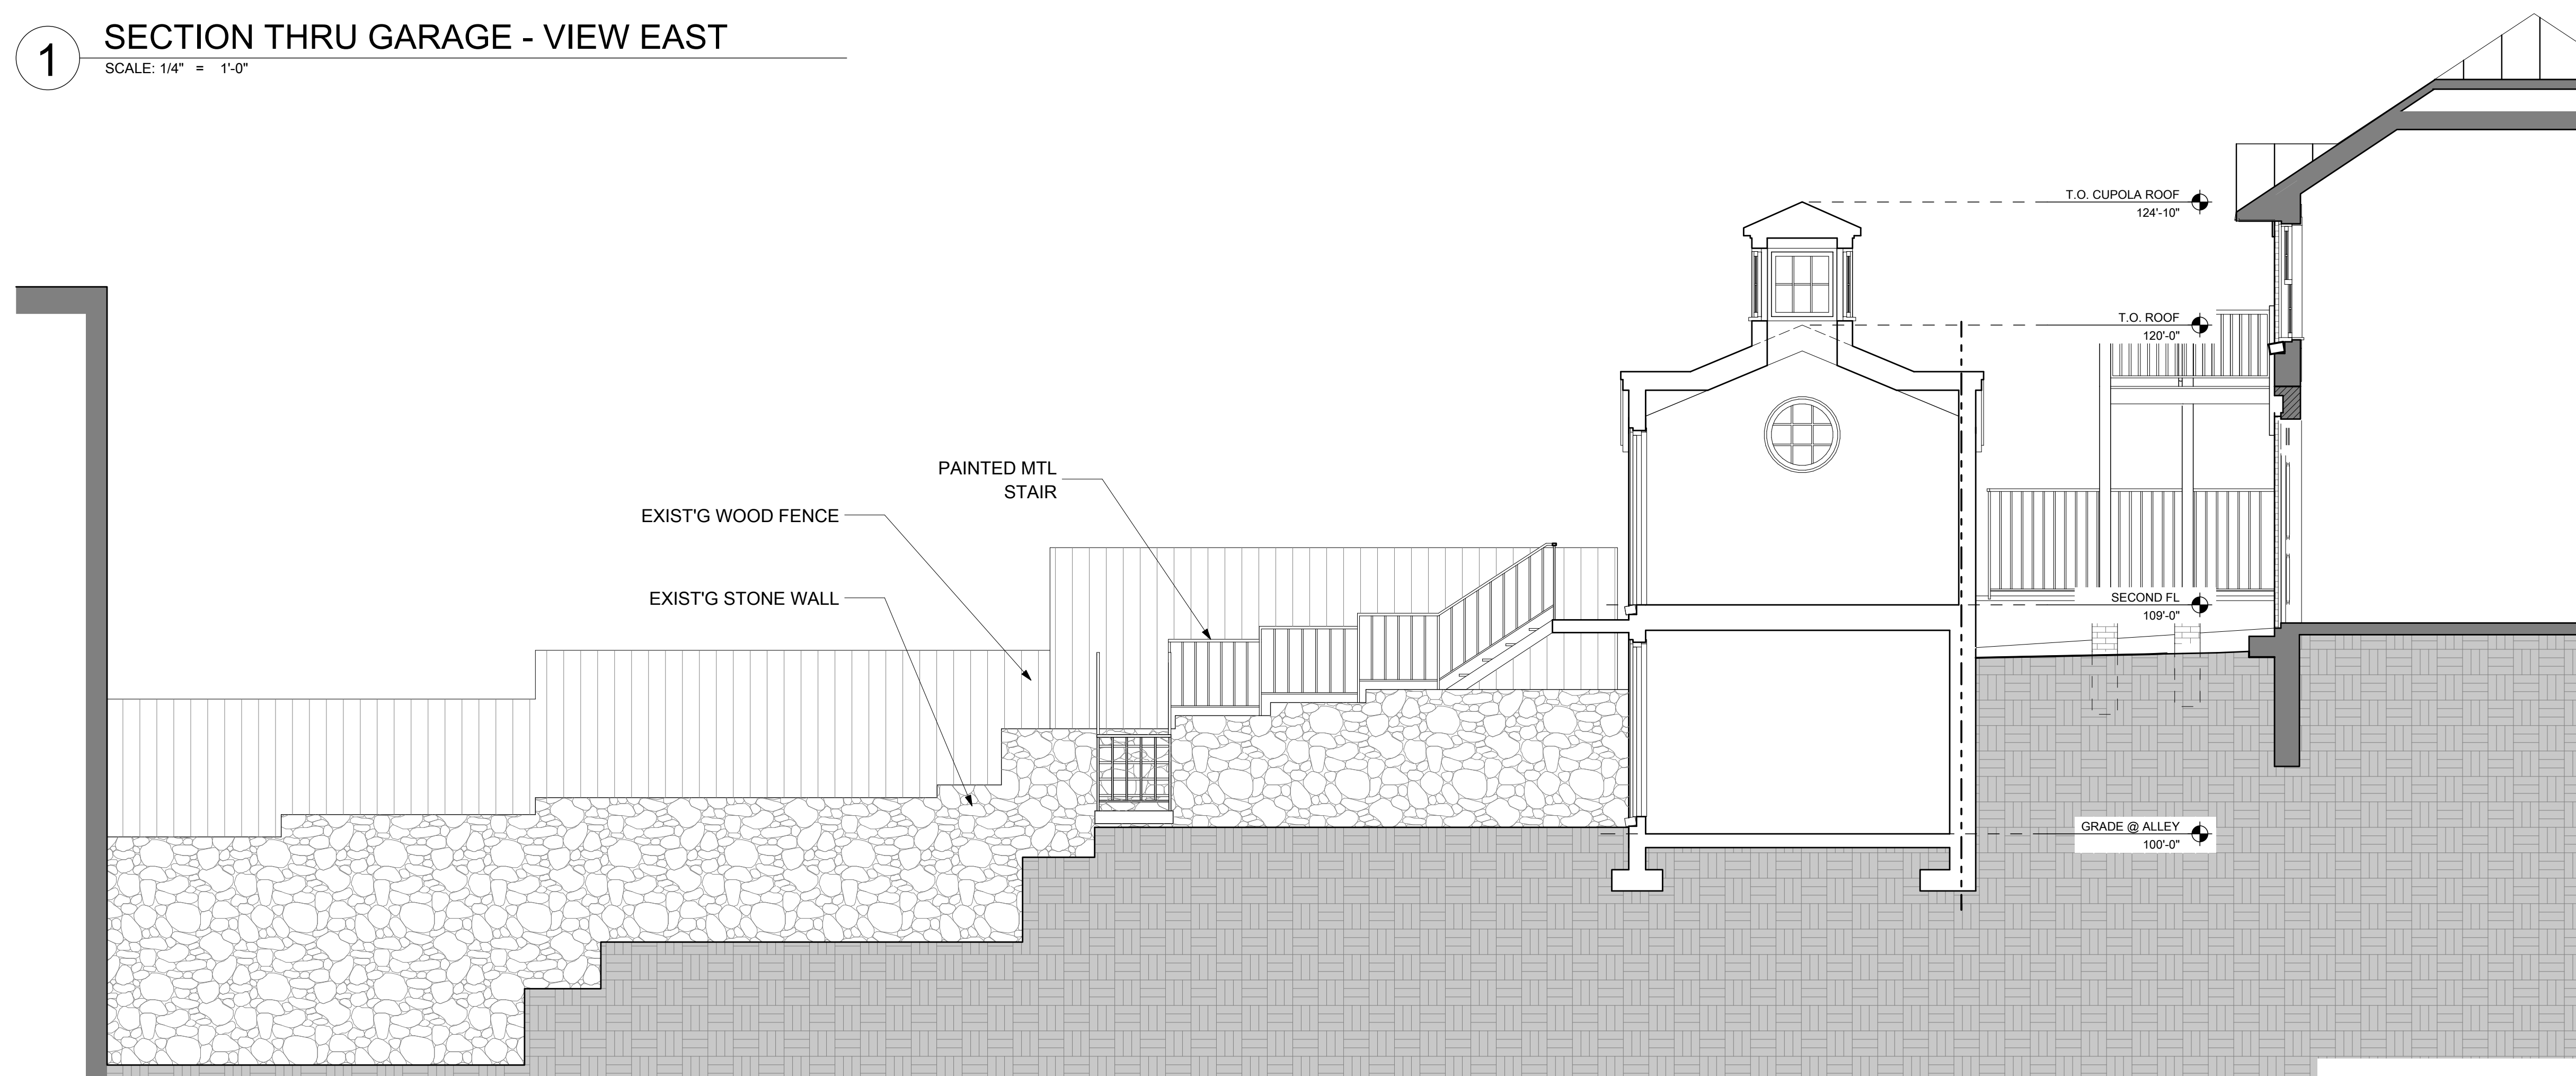 1
SECTION THRU GARAGE - VIEW EAST
SCALE: 1/4" = 1'-0"
T.O. CUPOLA ROOF
124'-10"
T.O. ROOF
120'-0"
PAINTED MTL
STAIR
EXIST'G WOOD FENCE
EXIST'G STONE WALL
SECOND FL
109'-0"
GRADE @ ALLEY
100'-0"